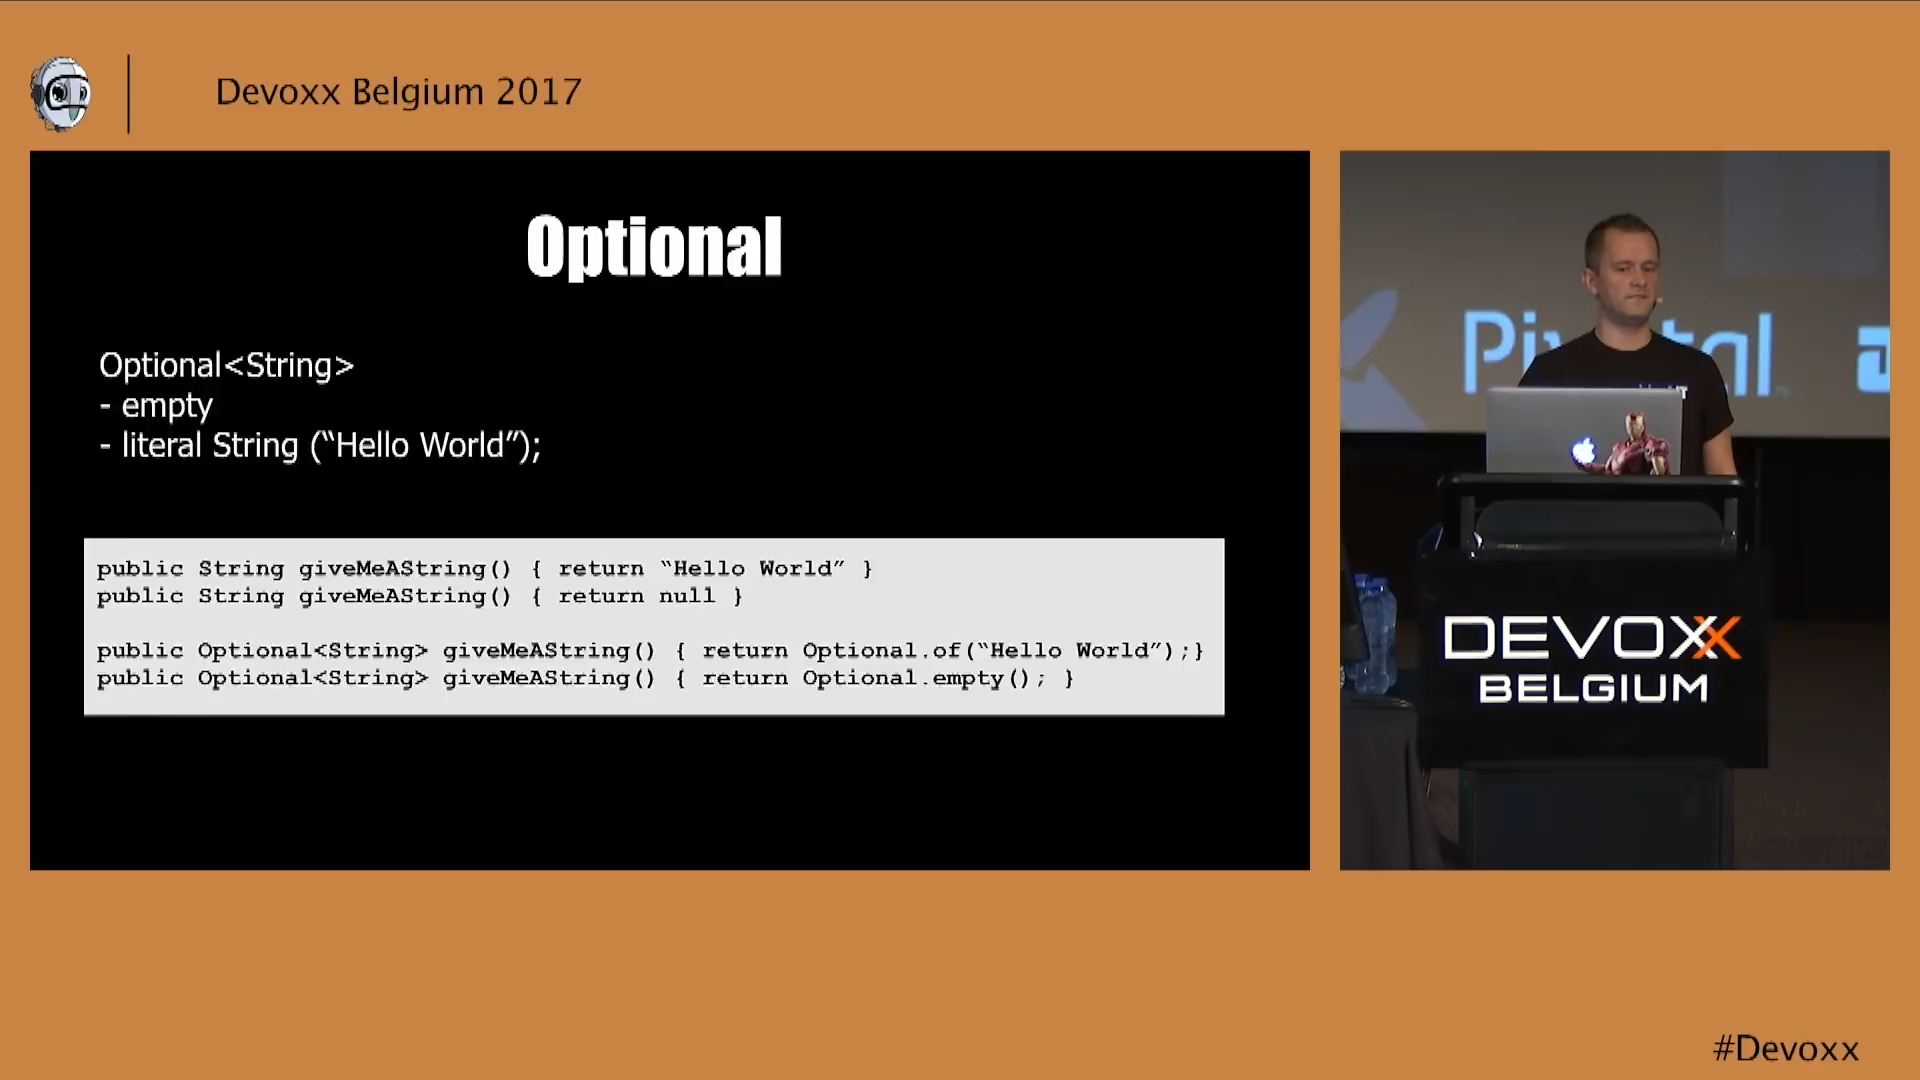 Devoxx Belgium 2017
Optional
Optional<String>
- empty
- literal String (“Hello World”);
public String giveMeAString() { return “Hello World” }
public String giveMeAString() { return null }
public Optional<String> giveMeAString() { return Optional.of(“Hello World”);}
public Optional<String> giveMeAString() { return Optional.empty(); }
DEVOXX
BELGIUM
#Devoxx